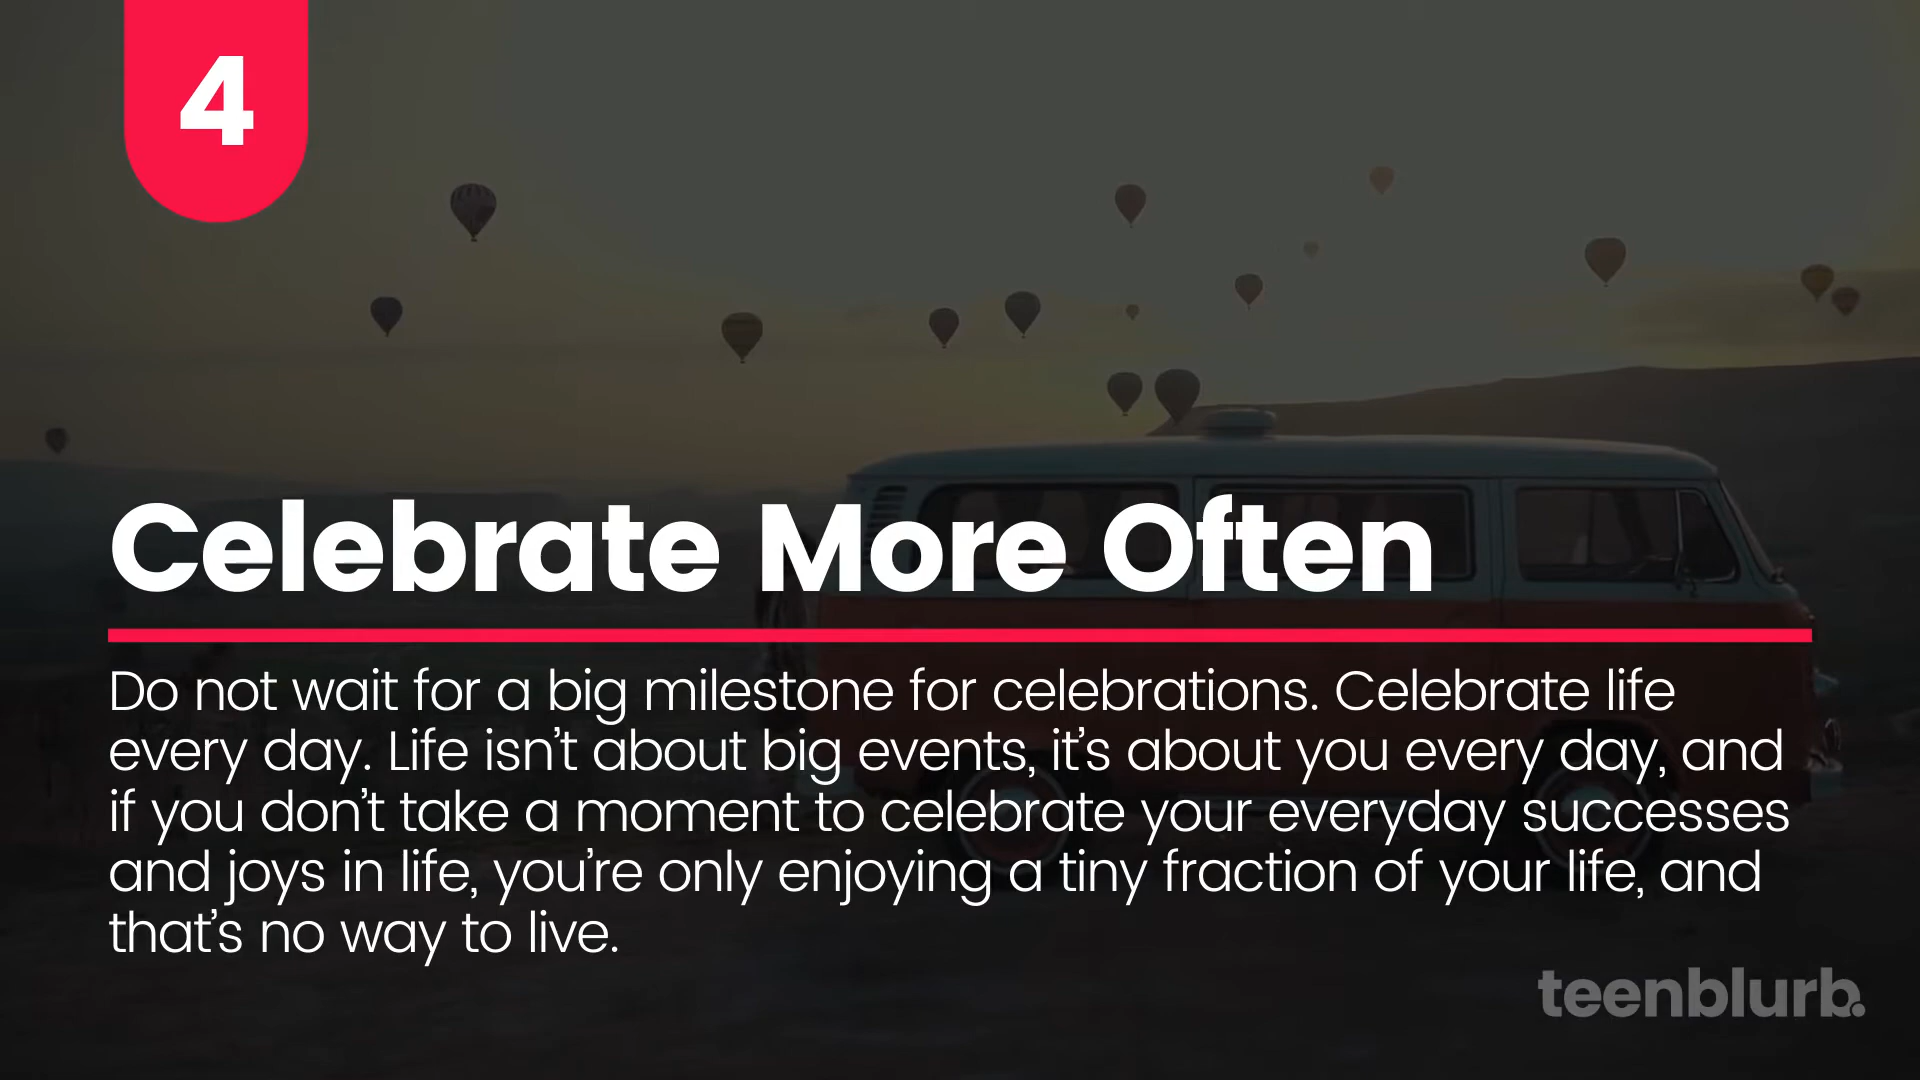 4
Celebrate More Often
Do not wait for a big milestone for celebrations. Celebrate life
every day. Life isn’t about big events, it’s about you every day, and
if you don’t take a moment to celebrate your everyday successes
and joys in life, you’re only enjoying a tiny fraction of your life, and
that’s no way to live.
teenblurb.